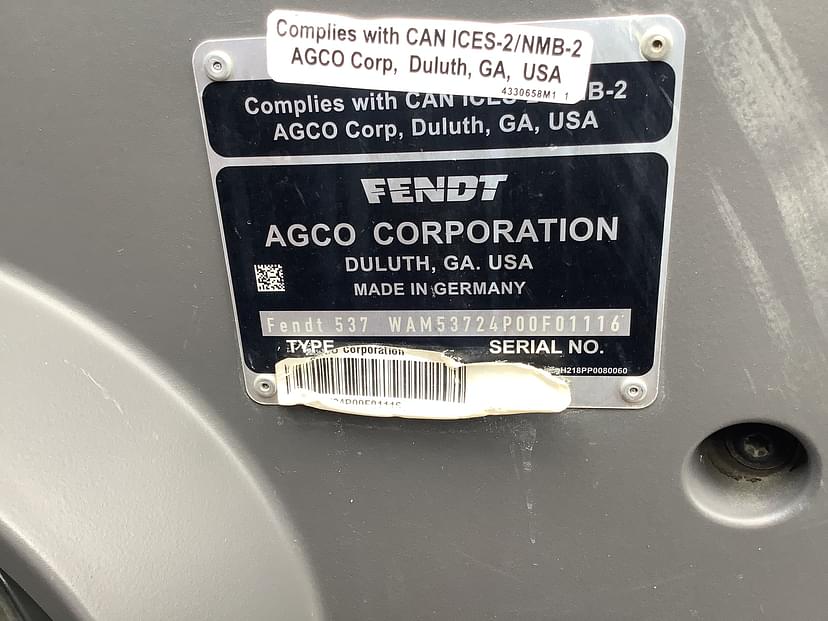 Complies with CAN ICES-2/NMB-2
AGCO Corp, Duluth, GA, USA
4330658M1 1
Complies with CAN ICES-2/NMB-2
AGCO Corp, Duluth, GA, USA
FENDT
AGCO CORPORATION
DULUTH, GA. USA
MADE IN GERMANY
Fendt 537 WAM53724P00F01116
TYPE SERIAL NO.
Corporation
H218PP0080060
24P00F01116